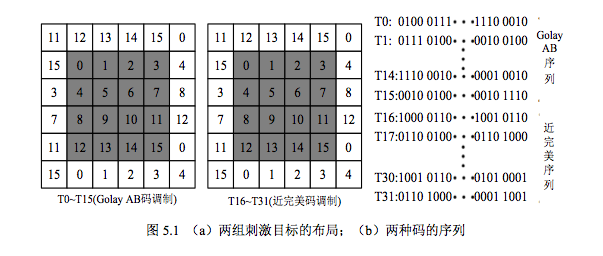 11 12 13 14 15 0
15 0 1 2 3 4
3 4 5 6 7 8
7 8 9 10 11 12
11 12 13 14 15 0
15 0 1 2 3 4
T0~T15(Golay AB码调制)
11 12 13 14 15 0
15 0 1 2 3 4
3 4 5 6 7 8
7 8 9 10 11 12
11 12 13 14 15 0
15 0 1 2 3 4
T16~T31(近完美码调制)
T0: 0100 0111•••1110 0010
T1: 0111 0100•••0010 0100
T14:1110 0010•••0001 0010
T15:0010 0100•••0010 1110
T16:1000 0110•••1001 0110
T17:0110 0100•••0110 1000
T30:1001 0110•••0101 0001
T31:0110 1000•••0001 1001
Golay
AB
序
列
近
完
美
序
列
图 5.1 （a）两组刺激目标的布局；（b）两种码的序列